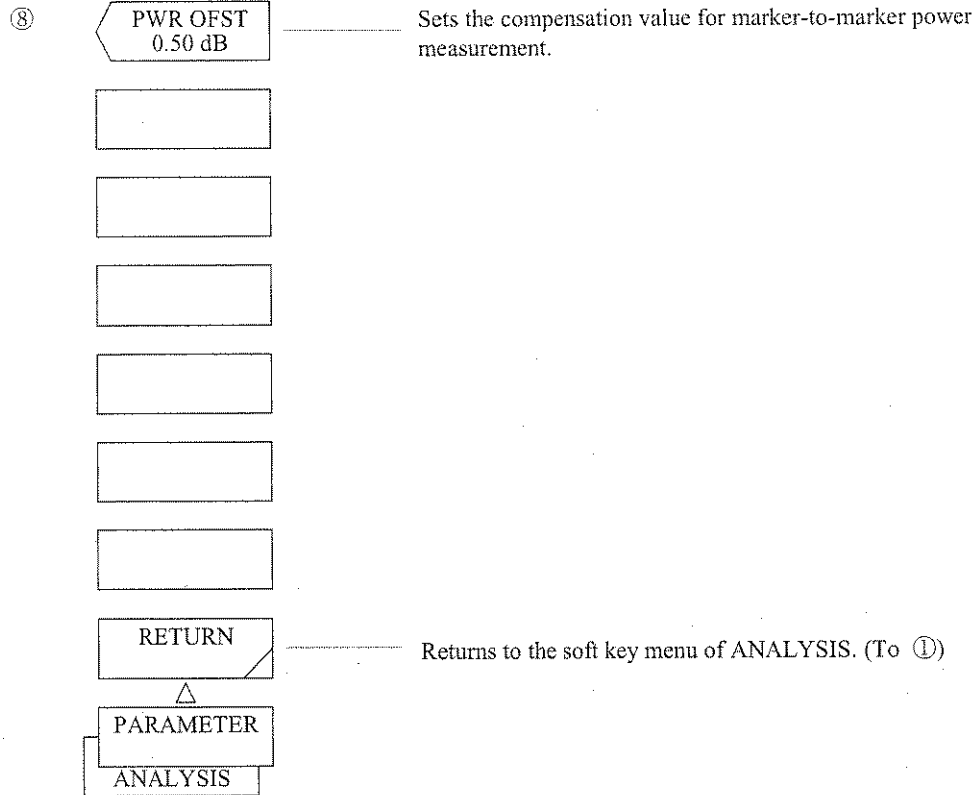 ⑧
PWR OFST
0.50 dB
Sets the compensation value for marker-to-marker power
measurement.
RETURN
Returns to the soft key menu of ANALYSIS. (To ①)
△
PARAMETER
ANALYSIS